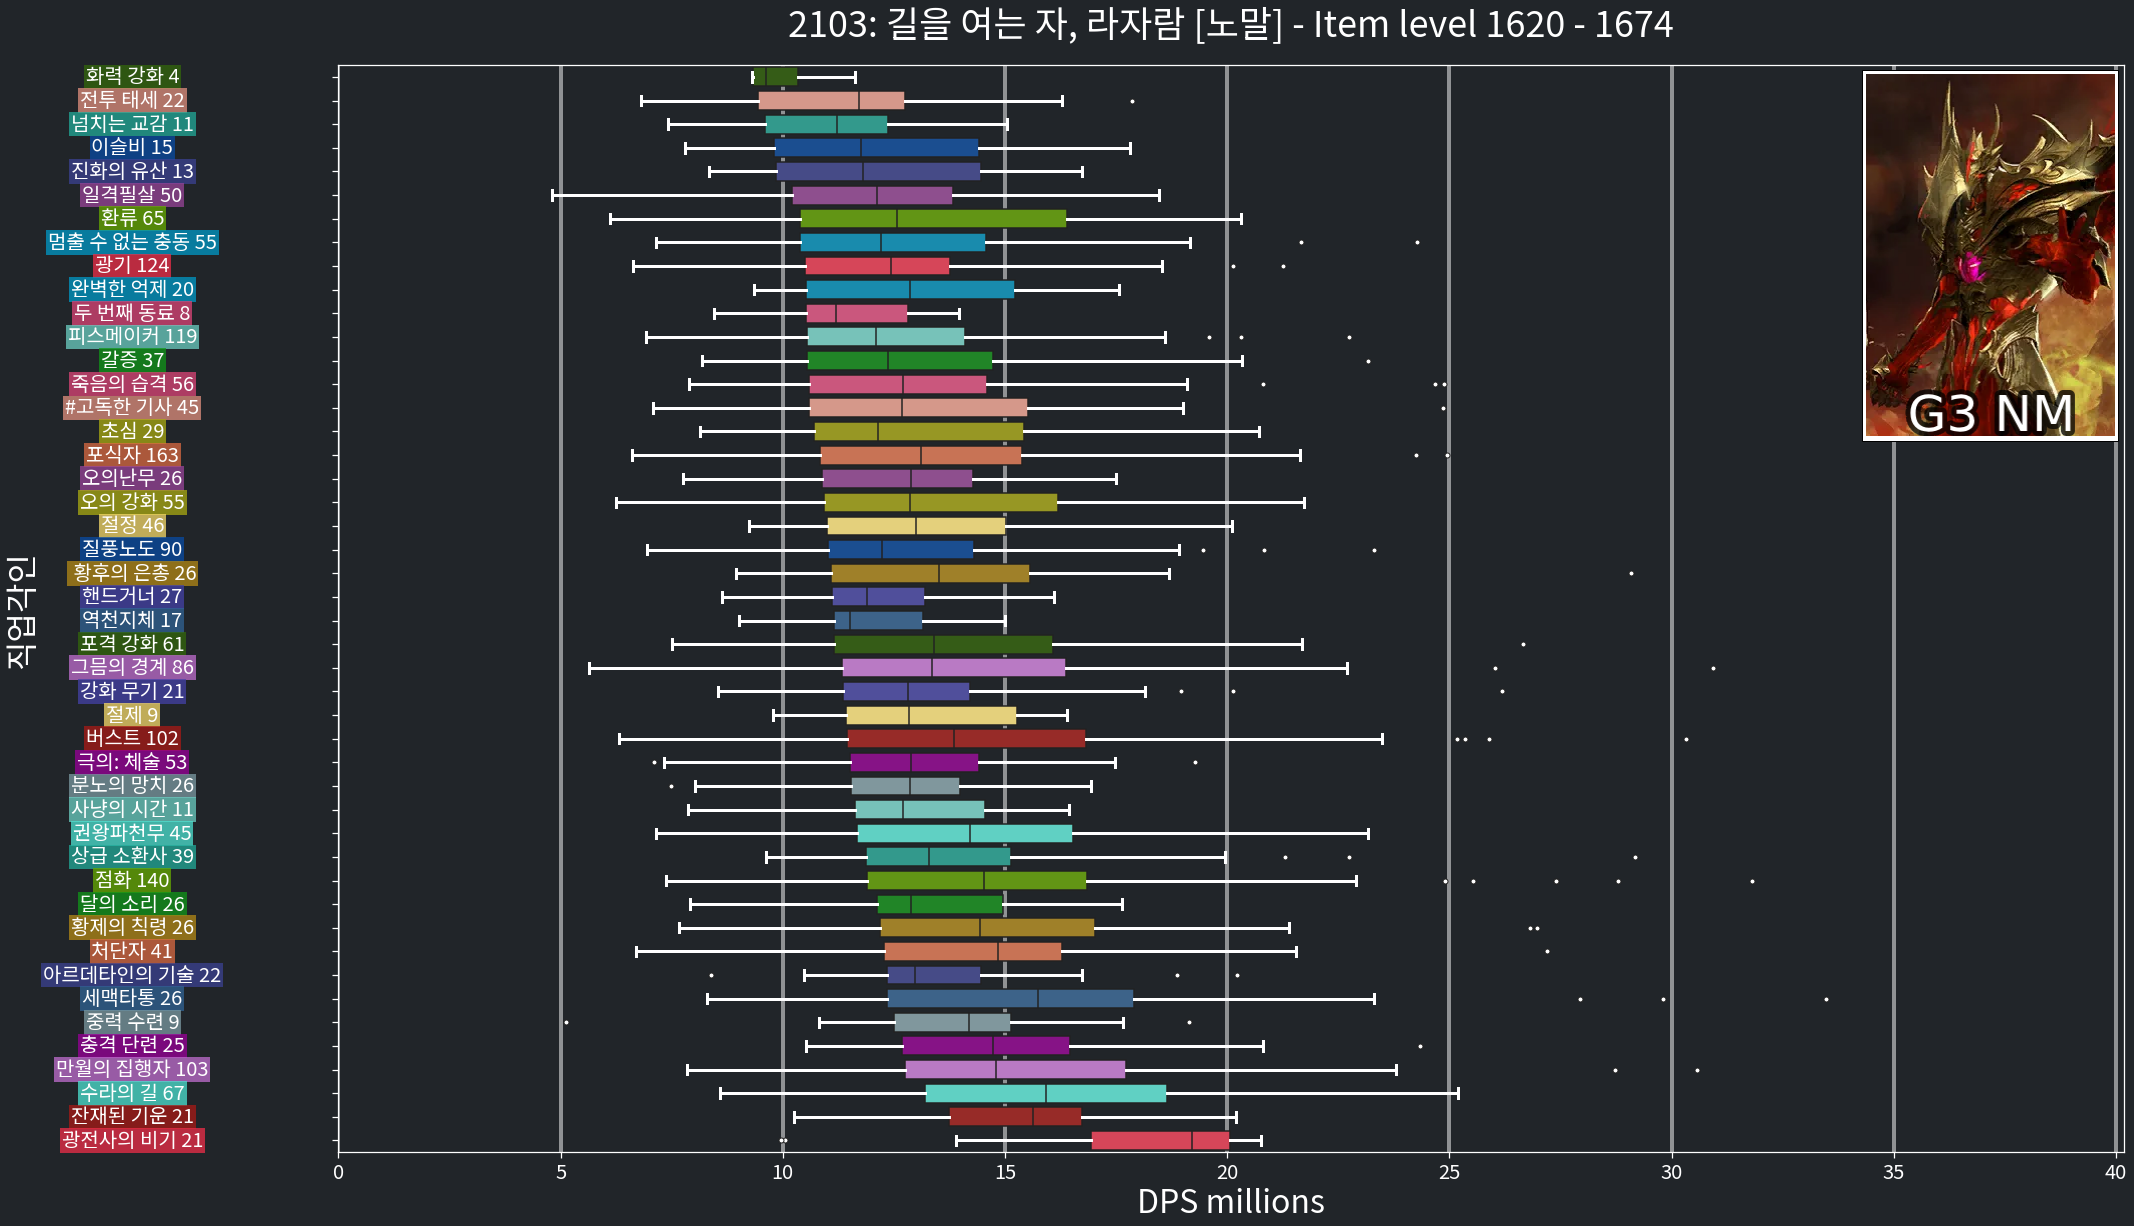 2103: 길을 여는 자, 라자람 [노말] - Item level 1620 - 1674
화력 강화 4
전투 태세 22
넘치는 교감 11
이슬비 15
진화의 유산 13
일격필살 50
환류 65
멈출 수 없는 충동 55
광기 124
완벽한 억제 20
두 번째 동료 8
피스메이커 119
갈증 37
죽음의 습격 56
#고독한 기사 45
초심 29
포식자 163
오의난무 26
오의 강화 55
절정 46
질풍노도 90
황후의 은총 26
핸드거너 27
역천지체 17
포격 강화 61
그믐의 경계 86
강화 무기 21
절제 9
버스트 102
극의: 체술 53
분노의 망치 26
사냥의 시간 11
권왕파천무 45
상급 소환사 39
점화 140
달의 소리 26
황제의 칙령 26
처단자 41
아르데타인의 기술 22
세맥타통 26
중력 수련 9
충격 단련 25
만월의 집행자 103
수라의 길 67
잔재된 기운 21
광전사의 비기 21
직업각인
G3 NM
0 5 10 15 20 25 30 35 40
DPS millions